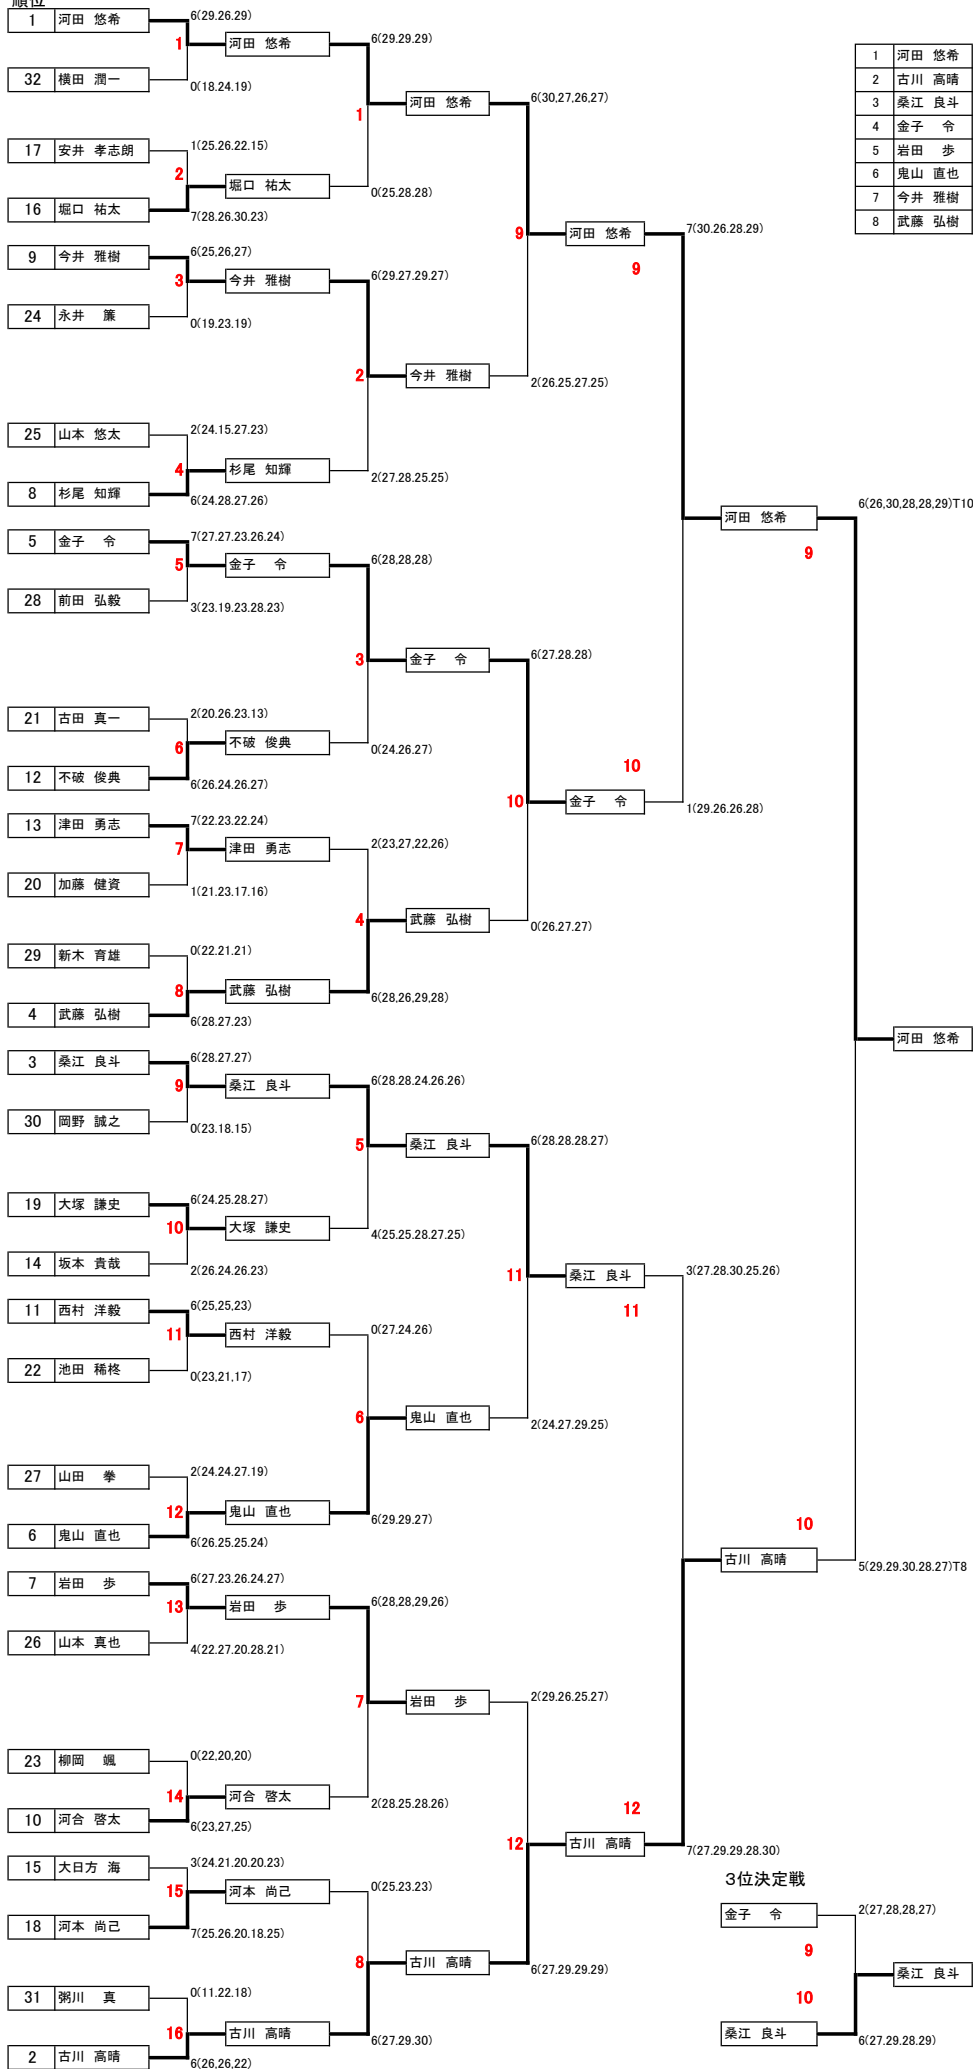 順位
1 河田 悠希 6(29.26.29)
1 河田 悠希 6(29.29.29)
32 横田 潤一 0(18.24.19)
1 河田 悠希 6(30,27,26,27)
17 安井 孝志朗 1(25.26.22.15)
2 堀口 祐太 0(25.28.28)
16 堀口 祐太 7(28.26.30.23)
9 河田 悠希 7(30.26.28.29)
9
9 今井 雅樹 6(25,26,27)
3 今井 雅樹 6(29.27.29.27)
24 永井 簾 0(19.23.19)
2 今井 雅樹 2(26.25.27.25)
25 山本 悠太 2(24.15.27.23)
4 杉尾 知輝 2(27.28.25.25)
8 杉尾 知輝 6(24.28.27.26)
河田 悠希 6(26,30,28,28,29)T10
9
5 金子 令 7(27.27.23.26.24)
5 金子 令 6(28,28,28)
28 前田 弘毅 3(23.19.23.28.23)
3 金子 令 6(27.28.28)
21 古田 真一 2(20.26.23.13)
6 不破 俊典 0(24.26.27)
12 不破 俊典 6(26.24.26.27)
10
10 金子 令 1(29.26.26.28)
13 津田 勇志 7(22.23.22.24)
7 津田 勇志 2(23,27,22,26)
20 加藤 健資 1(21.23.17.16)
4 武藤 弘樹 0(26.27.27)
29 新木 育雄 0(22.21.21)
8 武藤 弘樹 6(28,26,29,28)
4 武藤 弘樹 6(28.27.23)
河田 悠希
3 桑江 良斗 6(28.27.27)
9 桑江 良斗 6(28.28.24.26.26)
30 岡野 誠之 0(23.18.15)
5 桑江 良斗 6(28.28.28.27)
19 大塚 謙史 6(24.25.28.27)
10 大塚 謙史 4(25.25.28.27.25)
14 坂本 貴哉 2(26.24.26.23)
11 桑江 良斗 3(27.28.30.25.26)
11
11 西村 洋毅 6(25,25,23)
11 西村 洋毅 0(27.24.26)
22 池田 稀柊 0(23,21,17)
6 鬼山 直也 2(24.27.29.25)
27 山田 拳 2(24.24.27.19)
12 鬼山 直也 6(29.29.27)
6 鬼山 直也 6(26.25.25.24)
10
古川 高晴 5(29.29.30.28.27)T8
7 岩田 歩 6(27.23.26.24.27)
13 岩田 歩 6(28,28,29,26)
26 山本 真也 4(22.27.20.28.21)
7 岩田 歩 2(29.26.25.27)
23 柳岡 颯 0(22,20,20)
14 河合 啓太 2(28.25.28.26)
10 河合 啓太 6(23,27,25)
12
12 古川 高晴 7(27.29.29.28.30)
15 大日方 海 3(24.21.20.20.23)
15 河本 尚己 0(25.23.23)
18 河本 尚己 7(25.26.20.18.25)
8 古川 高晴 6(27.29.29.29)
31 粥川 真 0(11.22.18)
16 古川 高晴 6(27.29.30)
2 古川 高晴 6(26,26,22)
3位決定戦
金子 令 2(27,28,28,27)
9
桑江 良斗
10
桑江 良斗 6(27.29.28.29)
1 河田 悠希
2 古川 高晴
3 桑江 良斗
4 金子 令
5 岩田 歩
6 鬼山 直也
7 今井 雅樹
8 武藤 弘樹